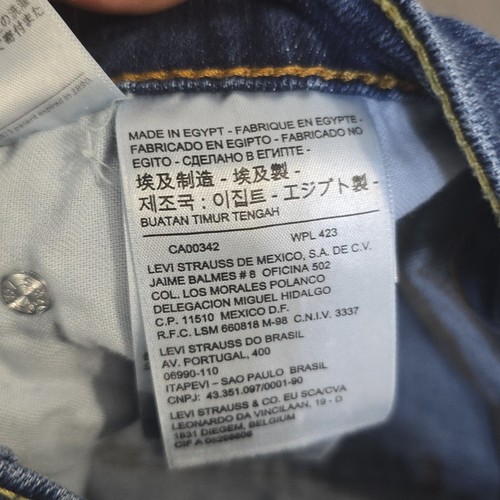 MADE IN EGYPT - FABRIQUE EN EGYPTE -
FABRICADO EN EGIPTO - FABRICADO NO
EGITO - СДЕЛАНО В ЕГИПТЕ -
埃及制造 - 埃及製 -
제조국 : 이집트 - エジプト製 -
BUATAN TIMUR TENGAH
CA00342 WPL 423
LEVI STRAUSS DE MEXICO, S.A. DE C.V.
JAIME BALMES # 8 OFICINA 502
COL. LOS MORALES POLANCO
DELEGACION MIGUEL HIDALGO
C.P. 11510 MEXICO D.F.
R.F.C. LSM 660818 M-98 C.N.I.V. 3337
LEVI STRAUSS DO BRASIL
AV. PORTUGAL, 400
06990-110
ITAPEVI – SAO PAULO BRASIL
CNPJ: 43.351.097/0001-90
LEVI STRAUSS & CO. EU SCA/CVA
LEONARDO DA VINCILAAN, 19 - D
1831 DIEGEM, BELGIUM
CIF A